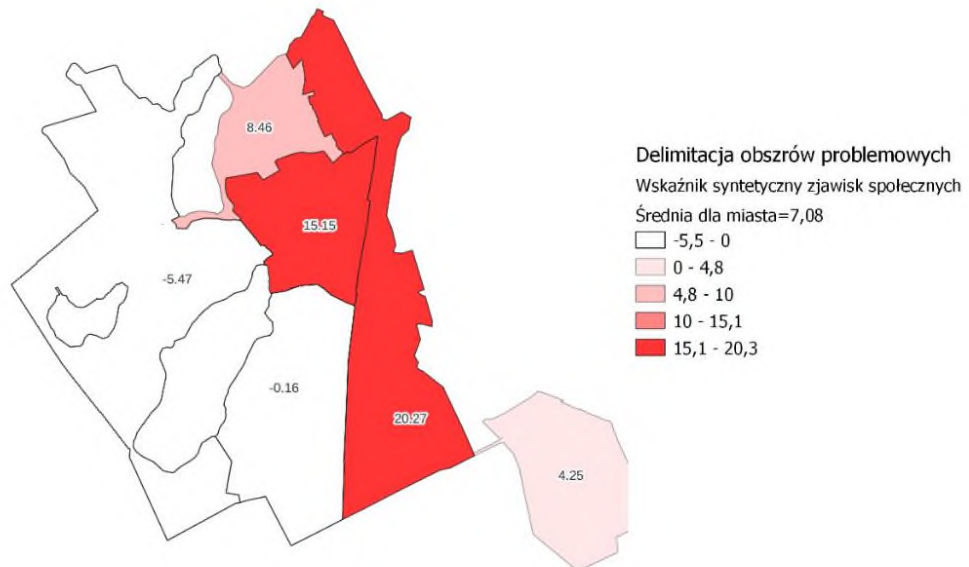 8.46
15.15
-5.47
-0.16
20.27
4.25
Delimitacja obszrów problemowych
Wskaźnik syntetyczny zjawisk społecznych
Średnia dla miasta=7,08
-5,5 - 0
0 - 4,8
4,8 - 10
10 - 15,1
15,1 - 20,3